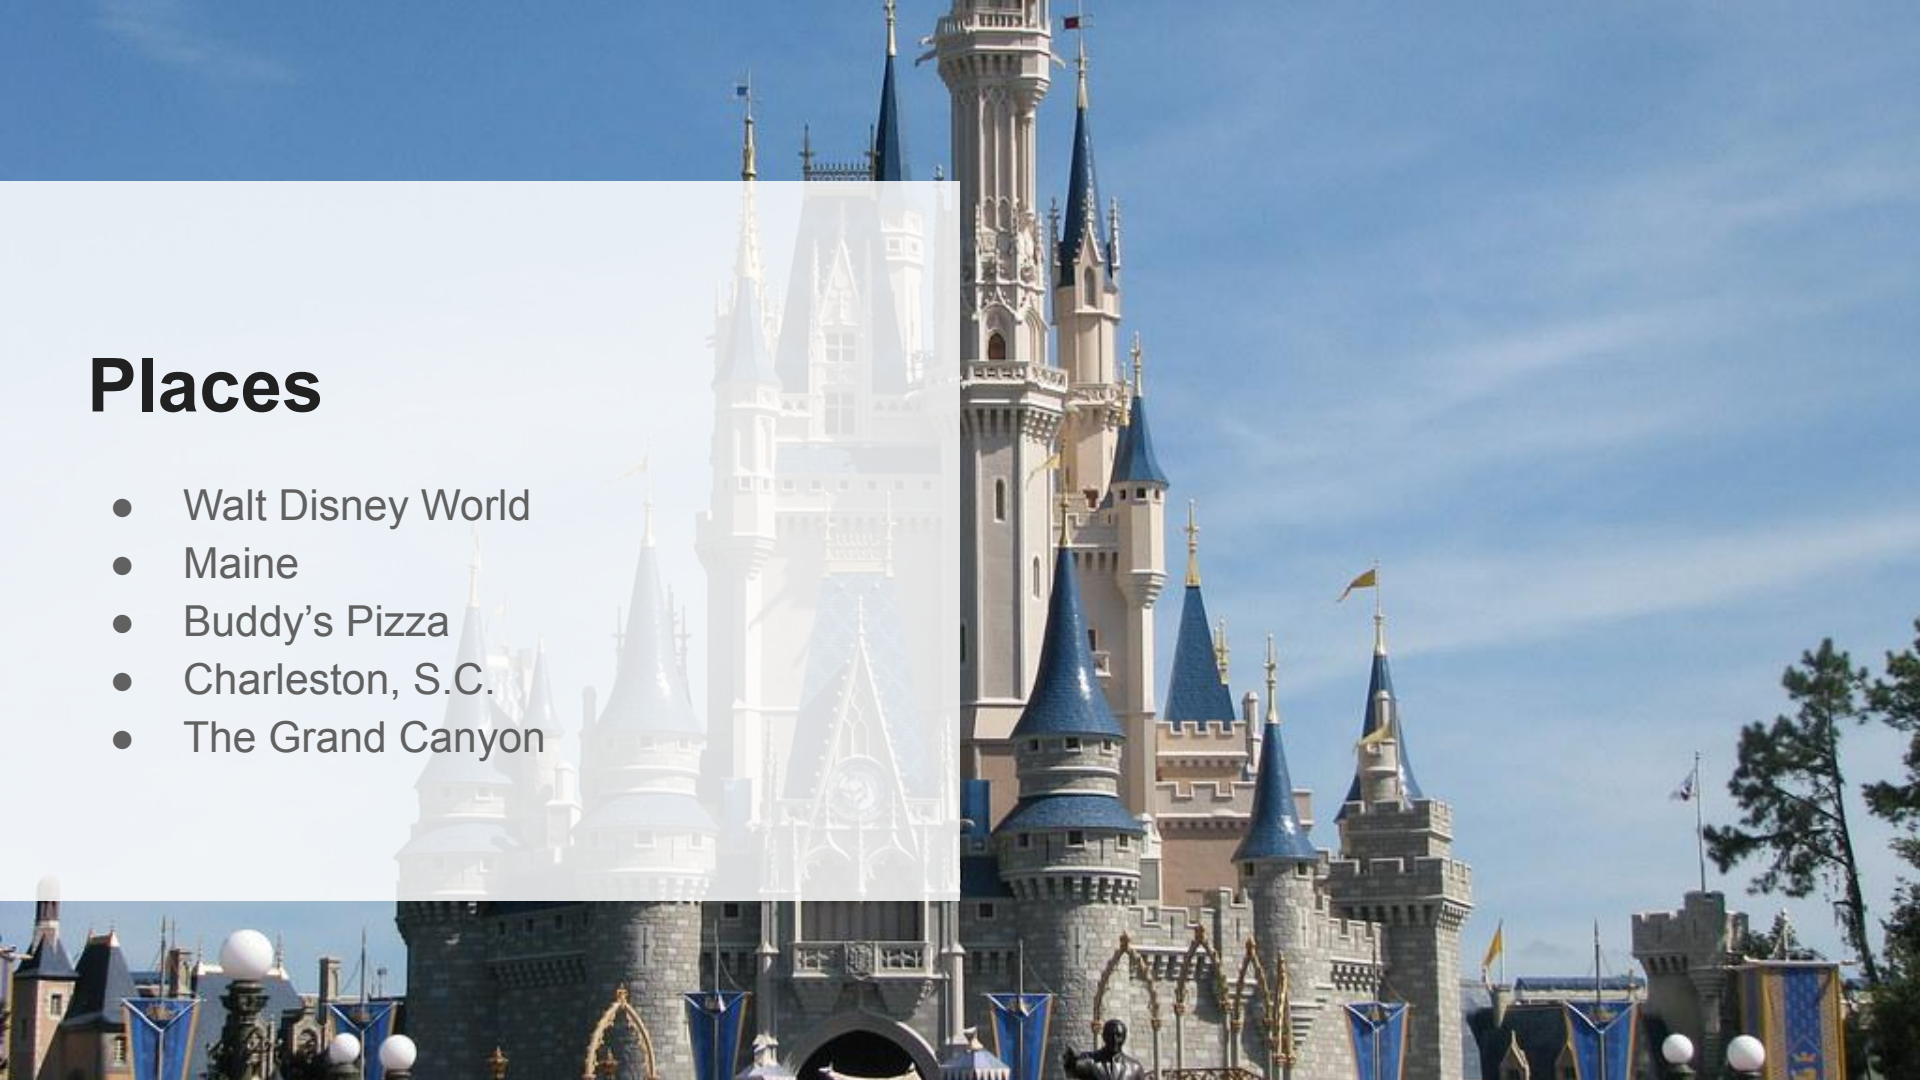 Places
● Walt Disney World
● Maine
● Buddy’s Pizza
● Charleston, S.C.
● The Grand Canyon